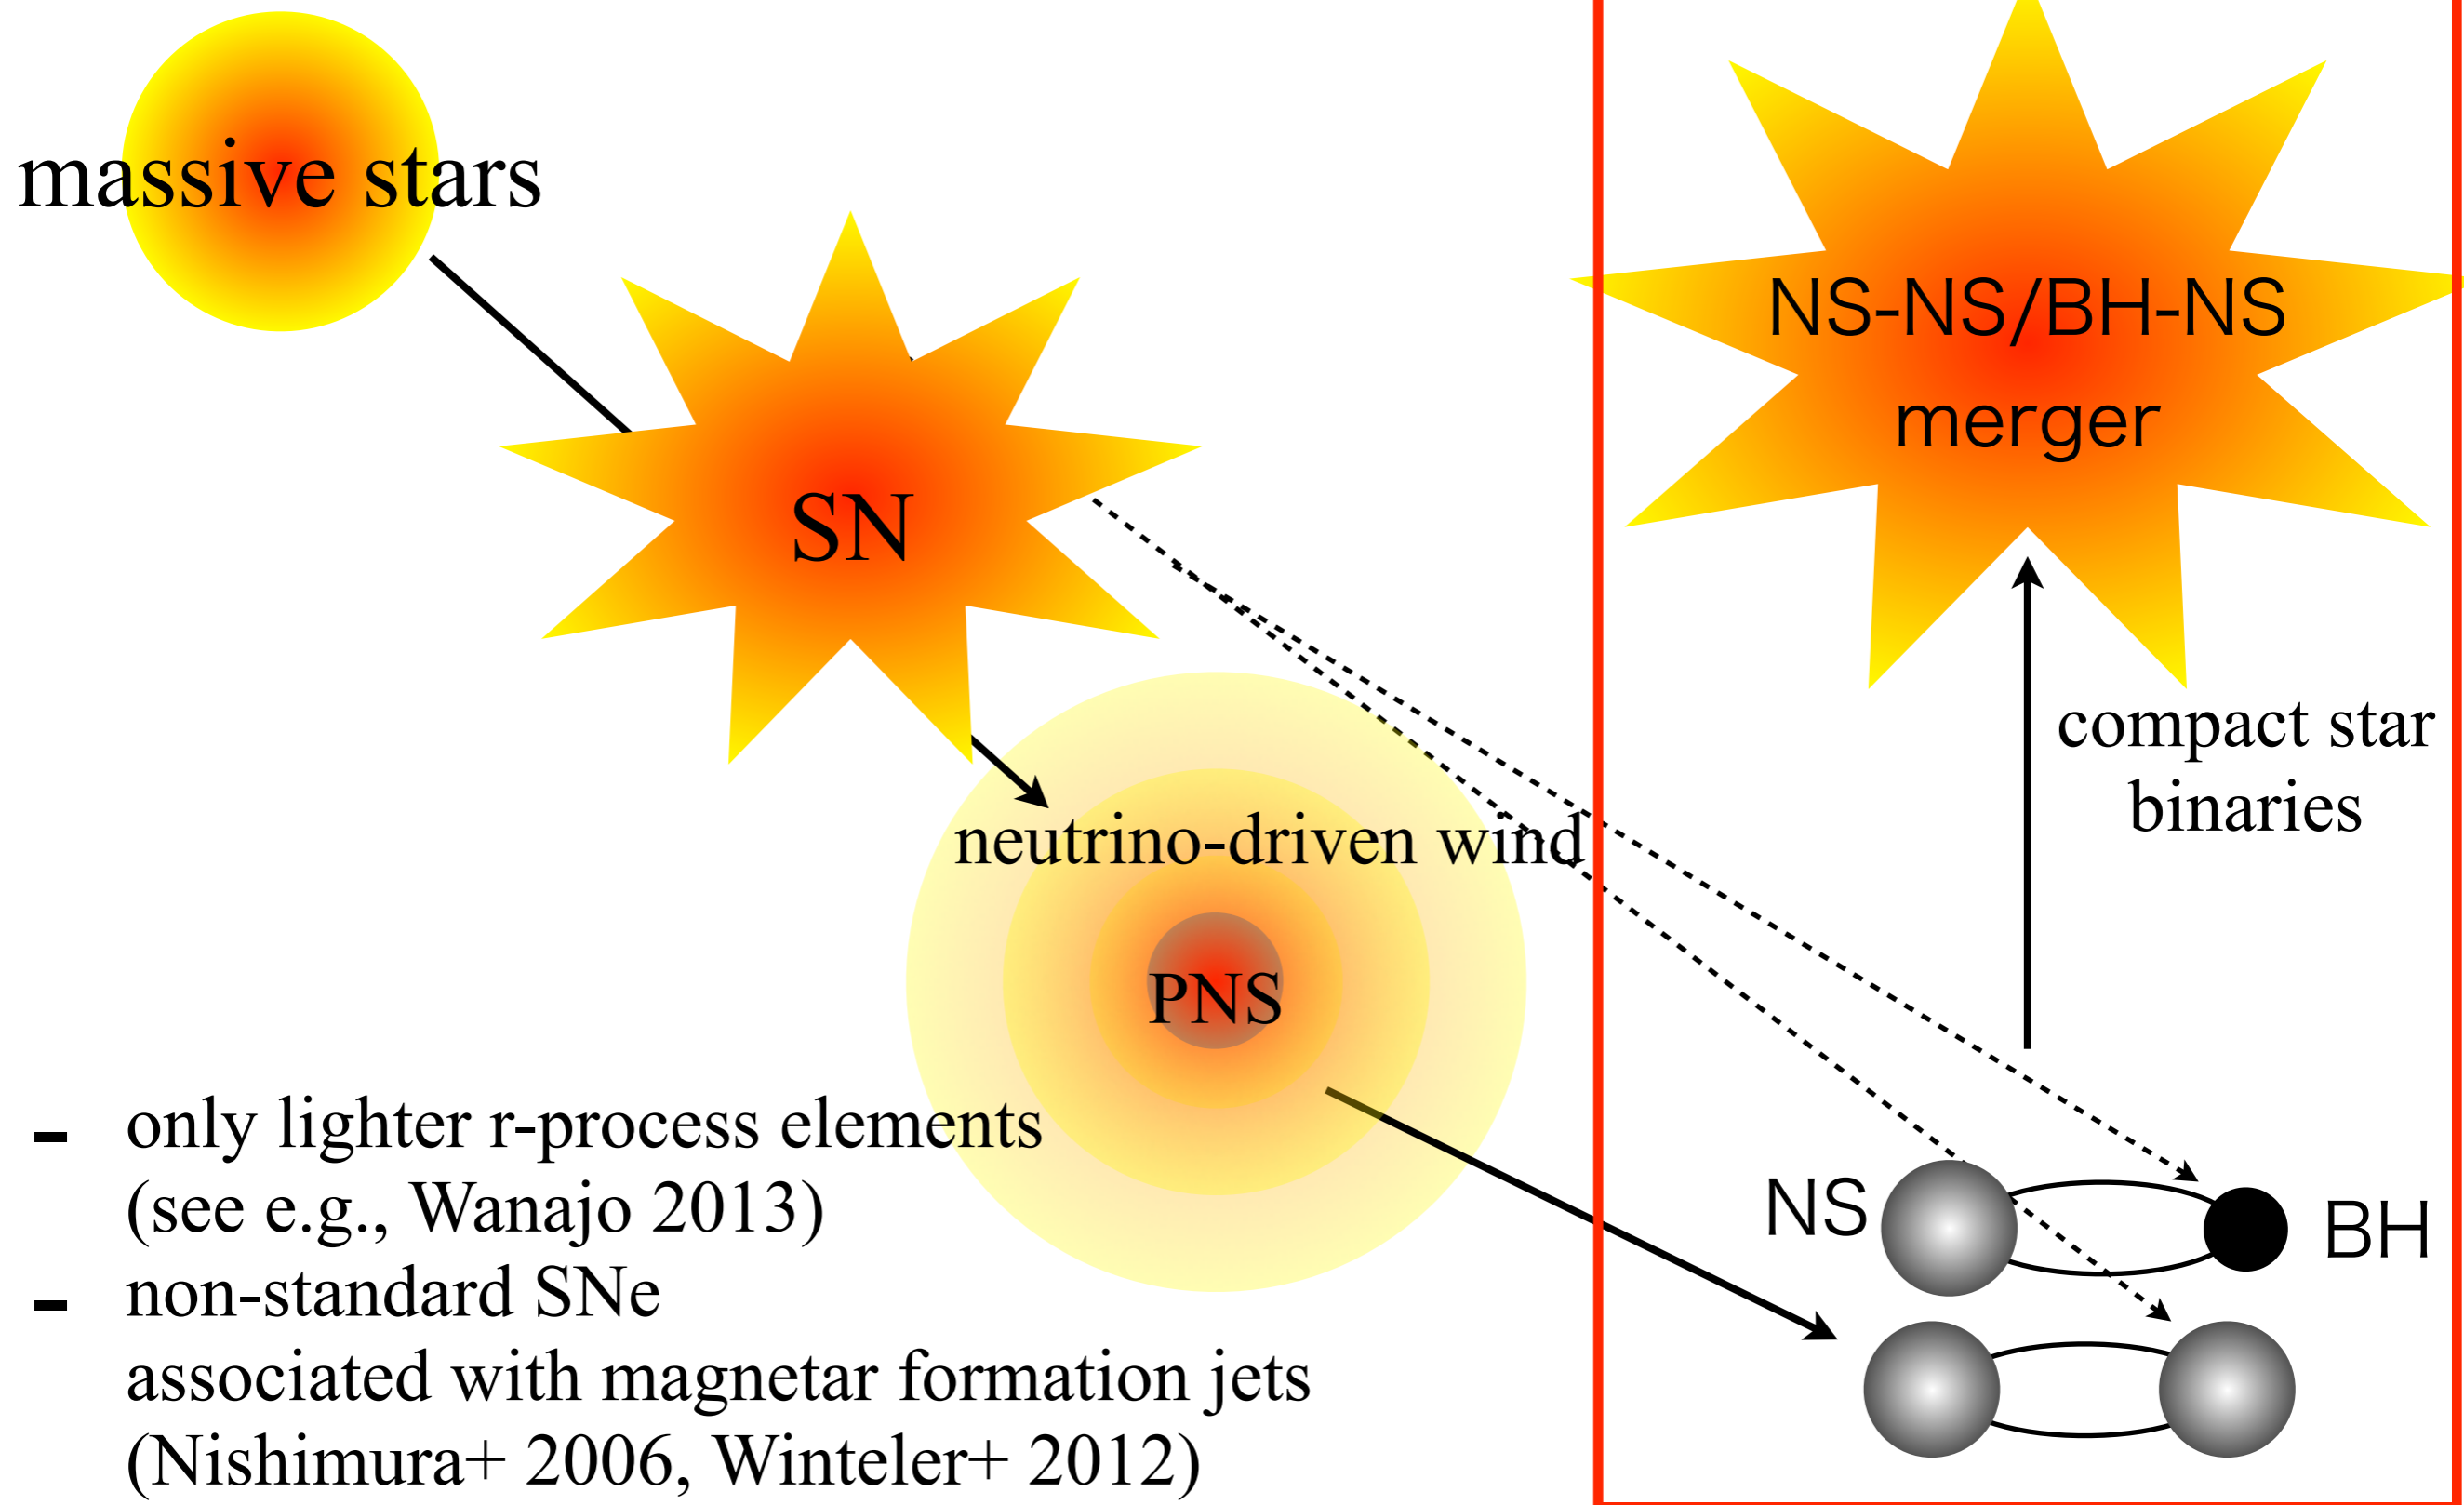 massive stars
SN
neutrino-driven wind
PNS
NS-NS/BH-NS
merger
compact star
binaries
NS
BH
- only lighter r-process elements
(see e.g., Wanajo 2013)
- non-standard SNe
associated with magnetar formation jets
(Nishimura+ 2006, Winteler+ 2012)